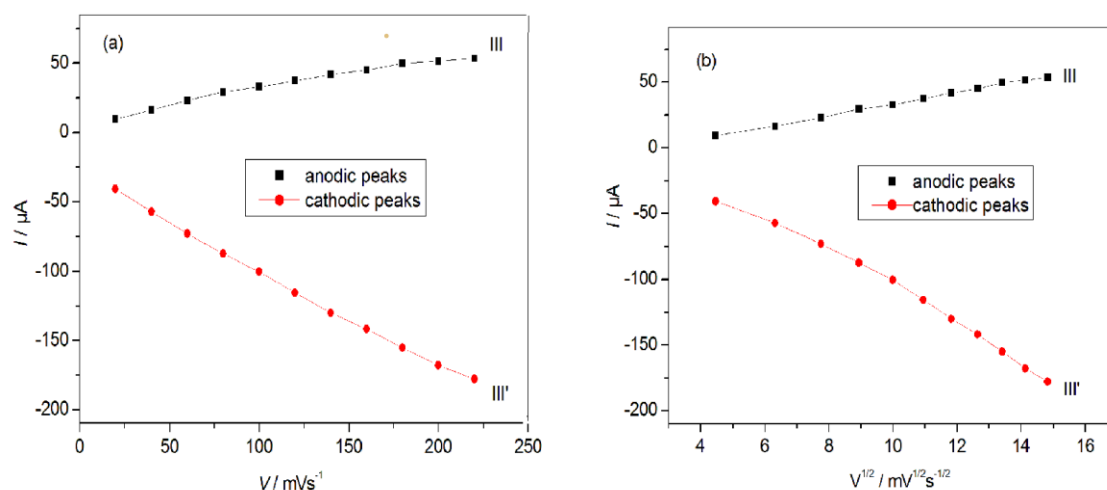 (a)
III
50
0
-50
-100
-150
-200
I / µA
anodic peaks
cathodic peaks
III'
0
50
100
150
200
250
V / mVs⁻¹
(b)
III
50
0
-50
-100
-150
-200
I / µA
anodic peaks
cathodic peaks
III'
4
6
8
10
12
14
16
V¹/² / mV¹/²s⁻¹/²